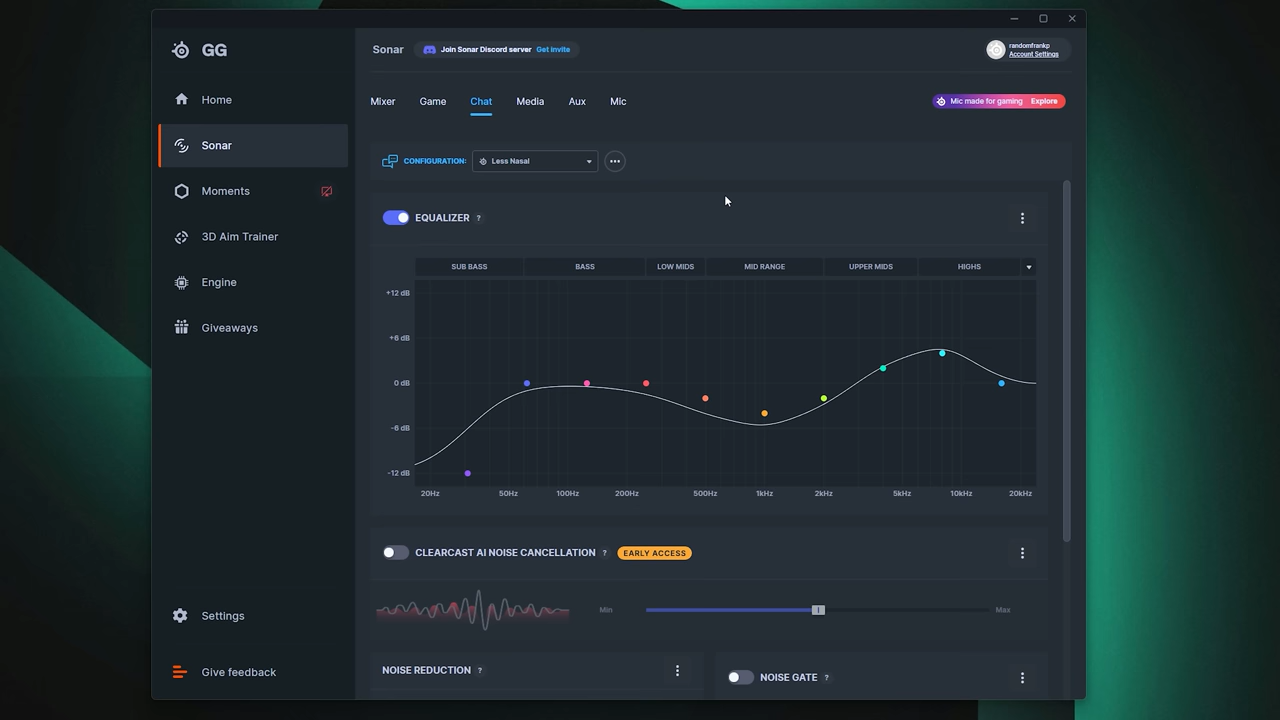 GG
Home
Sonar
Moments
3D Aim Trainer
Engine
Giveaways
Settings
Give feedback
Sonar
Join Sonar Discord server Get invite
randomfrankp
Account Settings
Mixer Game Chat Media Aux Mic
Mic made for gaming Explore
CONFIGURATION: Less Nasal
EQUALIZER ?
SUB BASS BASS LOW MIDS MID RANGE UPPER MIDS HIGHS
+12 dB
+6 dB
0 dB
-6 dB
-12 dB
20Hz 50Hz 100Hz 200Hz 500Hz 1kHz 2kHz 5kHz 10kHz 20kHz
CLEARCAST AI NOISE CANCELLATION ? EARLY ACCESS
Min Max
NOISE REDUCTION ?
NOISE GATE ?